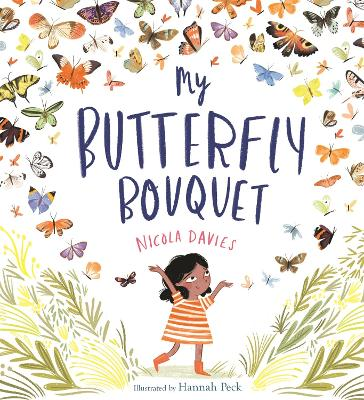 My
BUTTERFLY
BOUQUET
NICOLA DAVIES
Illustrated by Hannah Peck